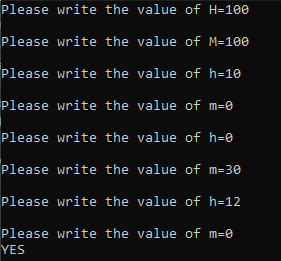 Please write the value of H=100
Please write the value of M=100
Please write the value of h=10
Please write the value of m=0
Please write the value of h=0
Please write the value of m=30
Please write the value of h=12
Please write the value of m=0
YES